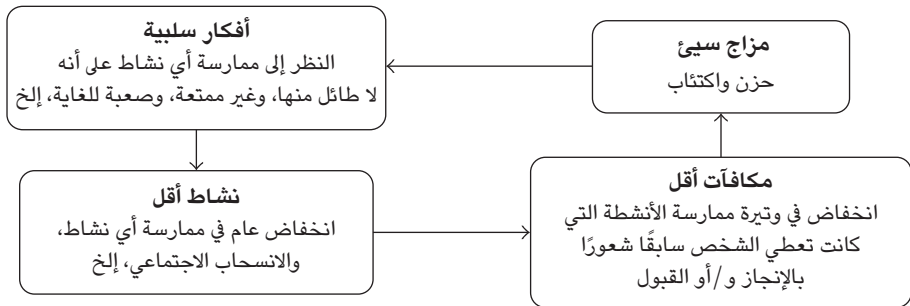 أفكار سلبية
النظر إلى ممارسة أي نشاط على أنه
لا طائل منها، وغير ممتعة، وصعبة للغاية، إلخ
مزاج سيئ
حزن واكتئاب
نشاط أقل
انخفاض عام في ممارسة أي نشاط،
والانسحاب الاجتماعي، إلخ
مكافآت أقل
انخفاض في وتيرة ممارسة الأنشطة التي
كانت تعطي الشخص سابقًا شعورًا
بالإنجاز و/أو القبول